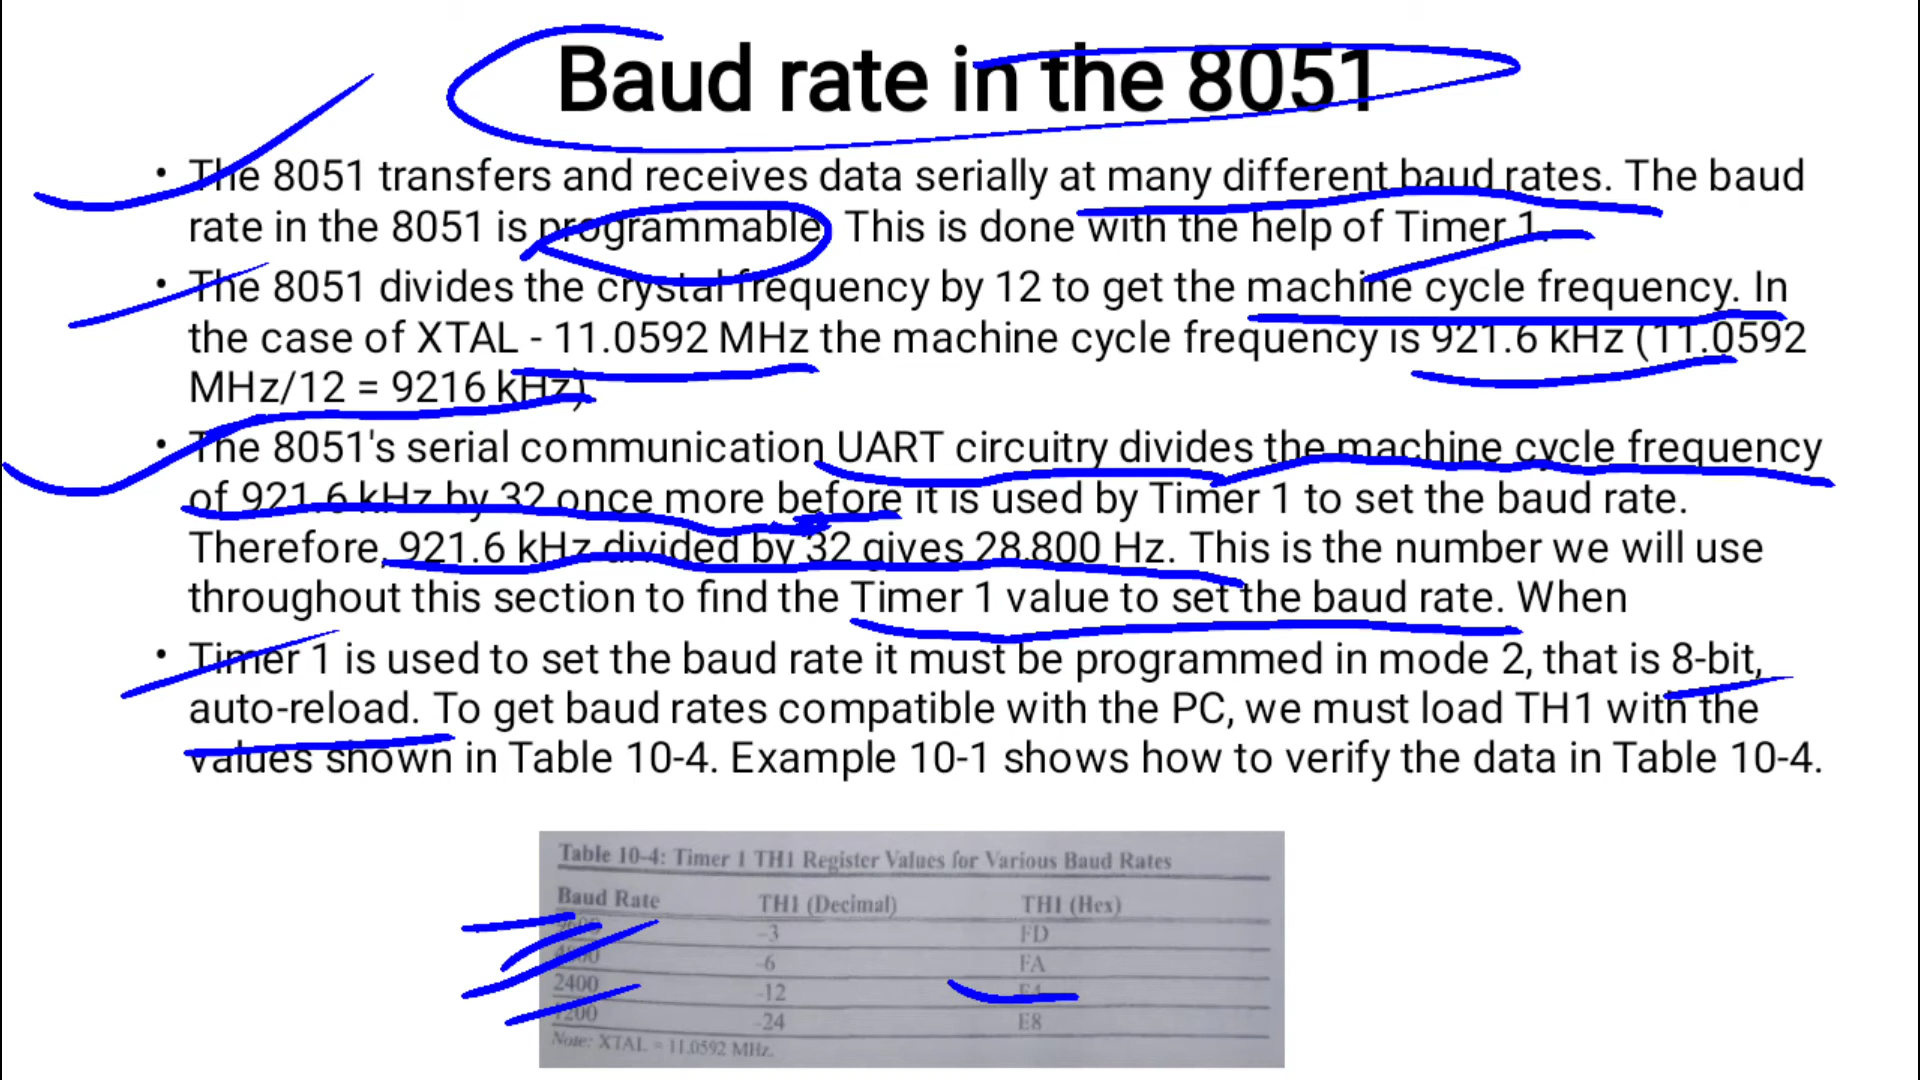 Baud rate in the 8051
• The 8051 transfers and receives data serially at many different baud rates. The baud
rate in the 8051 is programmable. This is done with the help of Timer 1.
• The 8051 divides the crystal frequency by 12 to get the machine cycle frequency. In
the case of XTAL - 11.0592 MHz the machine cycle frequency is 921.6 kHz (11.0592
MHz/12 = 9216 kHz)
• The 8051's serial communication UART circuitry divides the machine cycle frequency
of 921.6 kHz by 32 once more before it is used by Timer 1 to set the baud rate.
Therefore, 921.6 kHz divided by 32 gives 28,800 Hz. This is the number we will use
throughout this section to find the Timer 1 value to set the baud rate. When
• Timer 1 is used to set the baud rate it must be programmed in mode 2, that is 8-bit,
auto-reload. To get baud rates compatible with the PC, we must load TH1 with the
values shown in Table 10-4. Example 10-1 shows how to verify the data in Table 10-4.
Table 10-4: Timer 1 TH1 Register Values for Various Baud Rates
Baud Rate TH1 (Decimal) TH1 (Hex)
9600 -3 FD
4800 -6 FA
2400 -12 F4
1200 -24 E8
Note: XTAL = 11.0592 MHz.